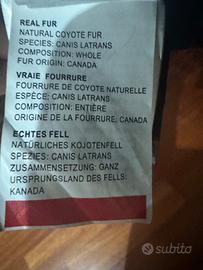 REAL FUR
NATURAL COYOTE FUR
SPECIES: CANIS LATRANS
COMPOSITION: WHOLE
FUR ORIGIN: CANADA
VRAIE FOURRURE
FOURRURE DE COYOTE NATURELLE
ESPÈCE: CANIS LATRANS
COMPOSITION: ENTIÈRE
ORIGINE DE LA FOURRURE: CANADA
ECHTES FELL
NATÜRLICHES KOJOTENFELL
SPEZIES: CANIS LATRANS
ZUSAMMENSETZUNG: GANZ
URSPRUNGSLAND DES FELLS:
KANADA
subito